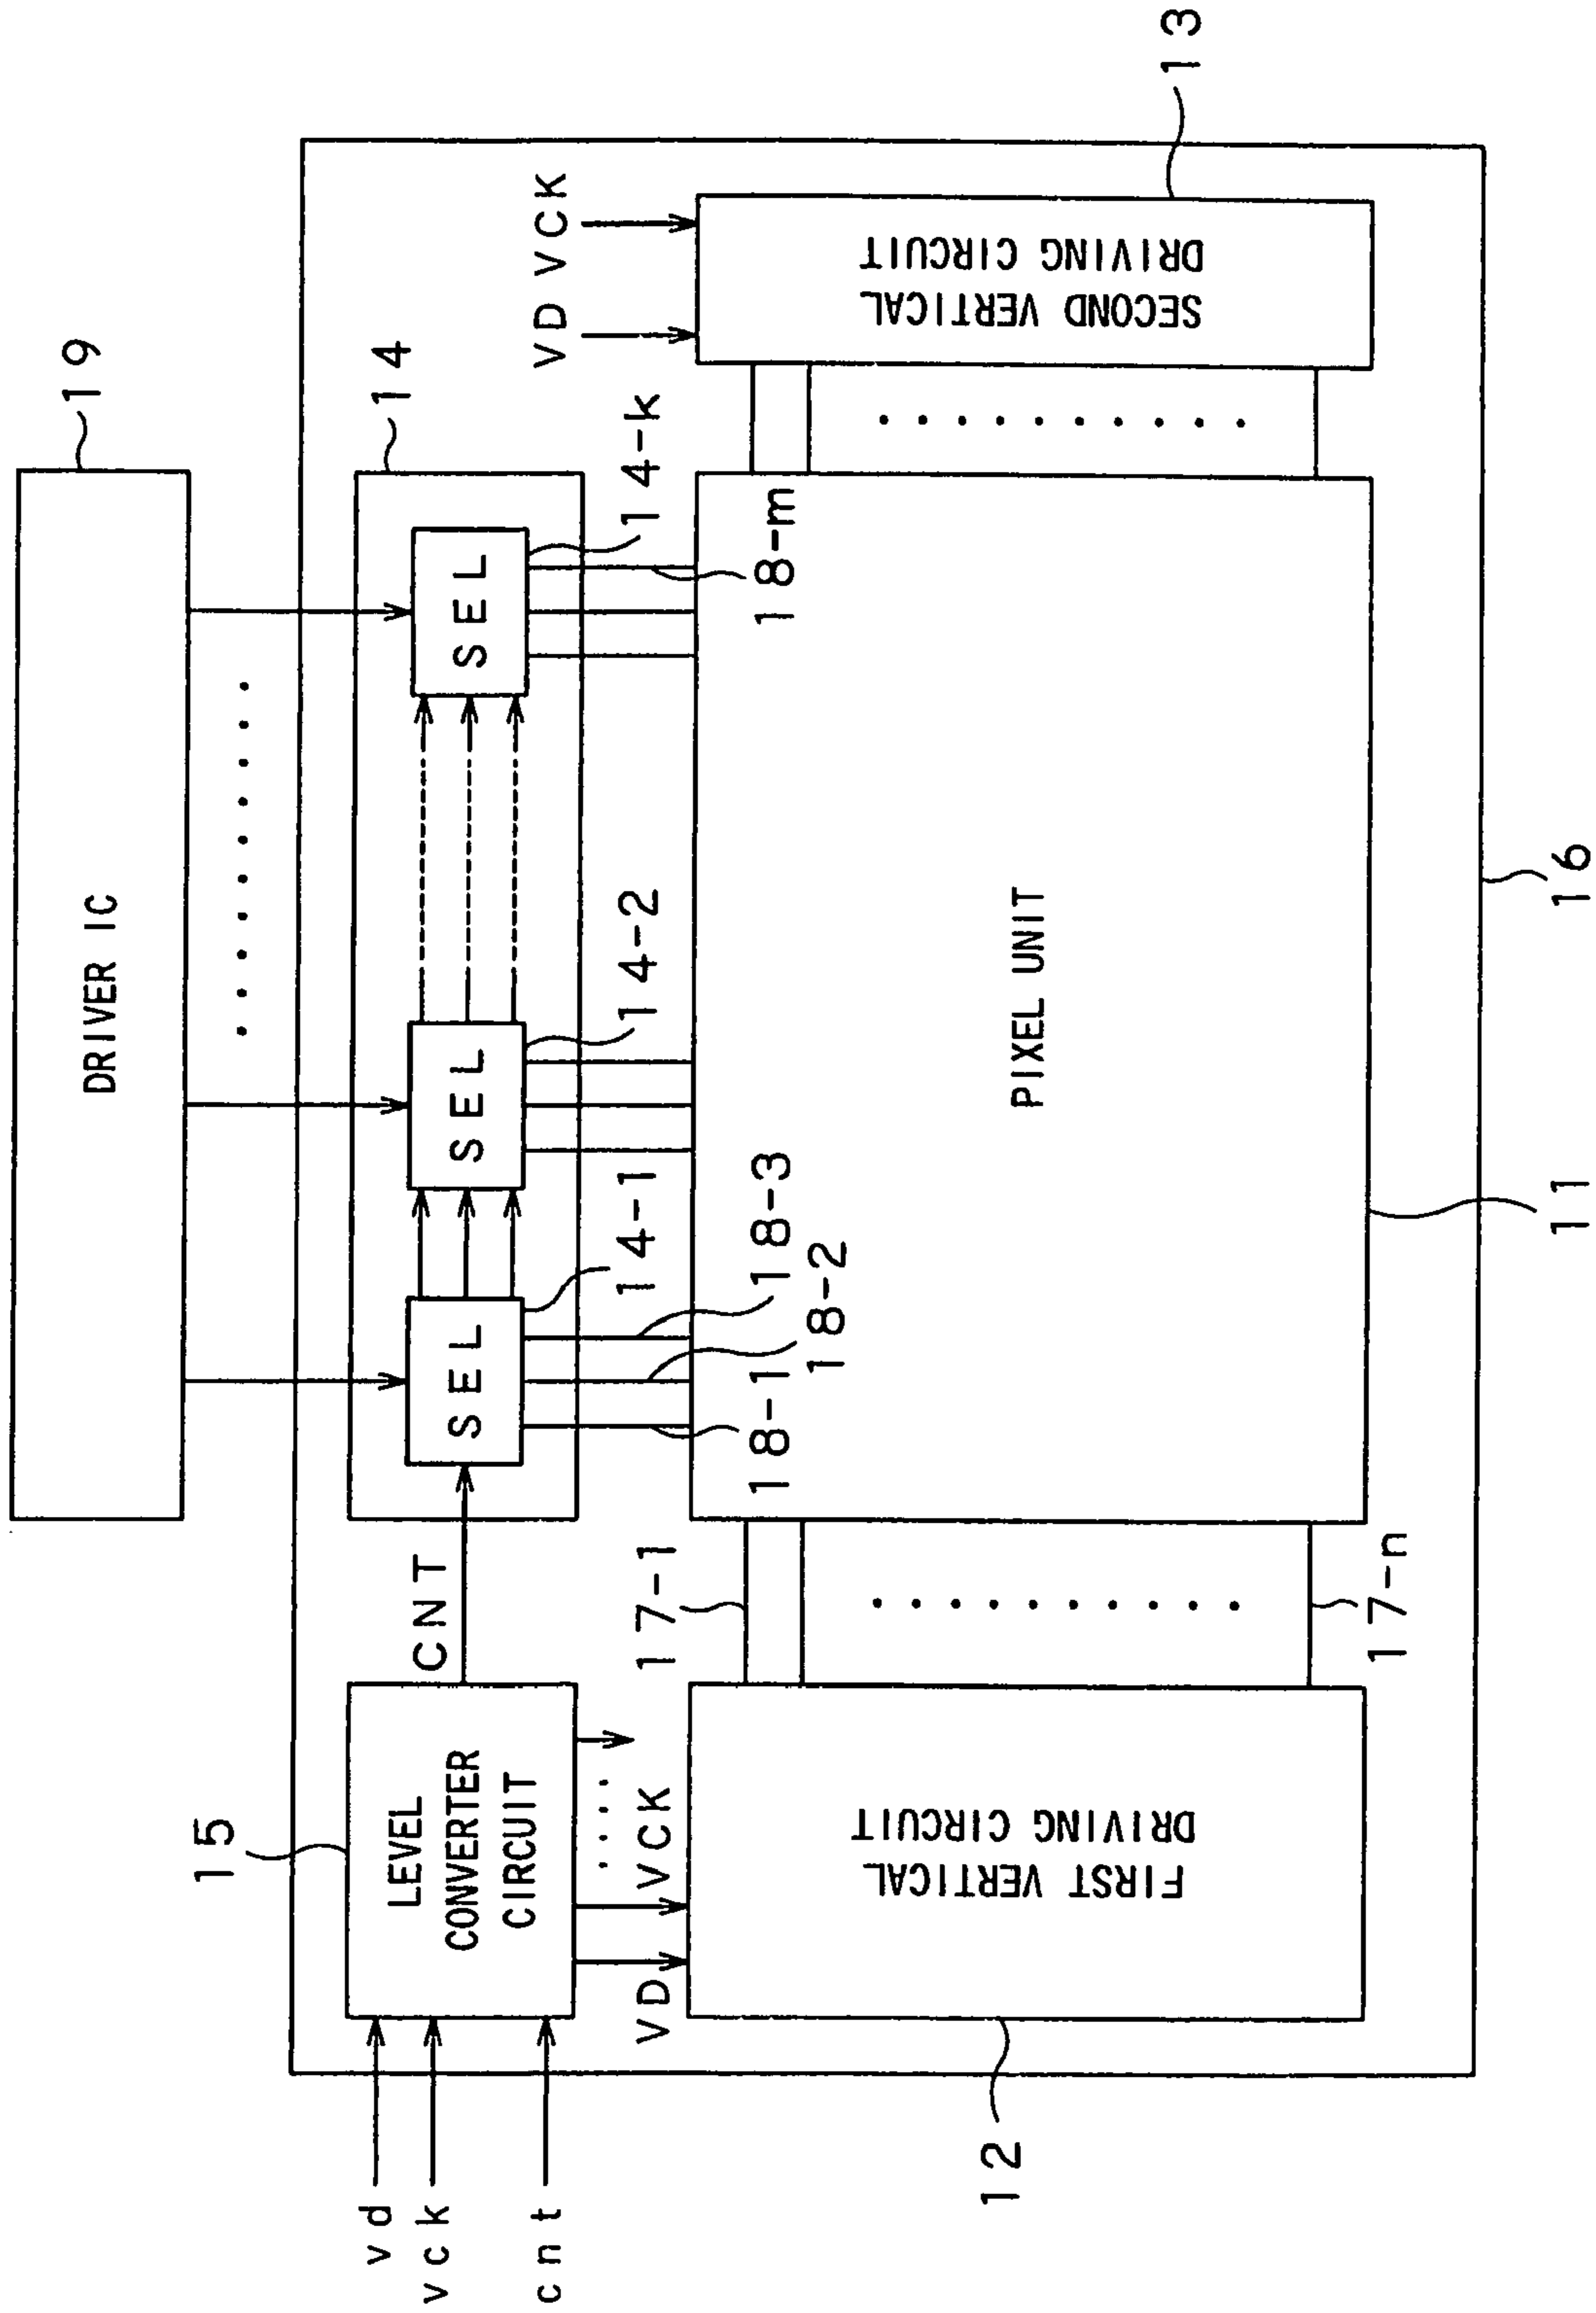 DRIVER IC
19
14
SEL
SEL
SEL
14-1
14-2
14-k
15
LEVEL
CONVERTER
CIRCUIT
CNT
vd
vck
cnt
VD
VCK
VD
VCK
18-1
18-2
18-3
18-m
17-1
17-n
FIRST VERTICAL
DRIVING CIRCUIT
12
PIXEL UNIT
11
SECOND VERTICAL
DRIVING CIRCUIT
13
16